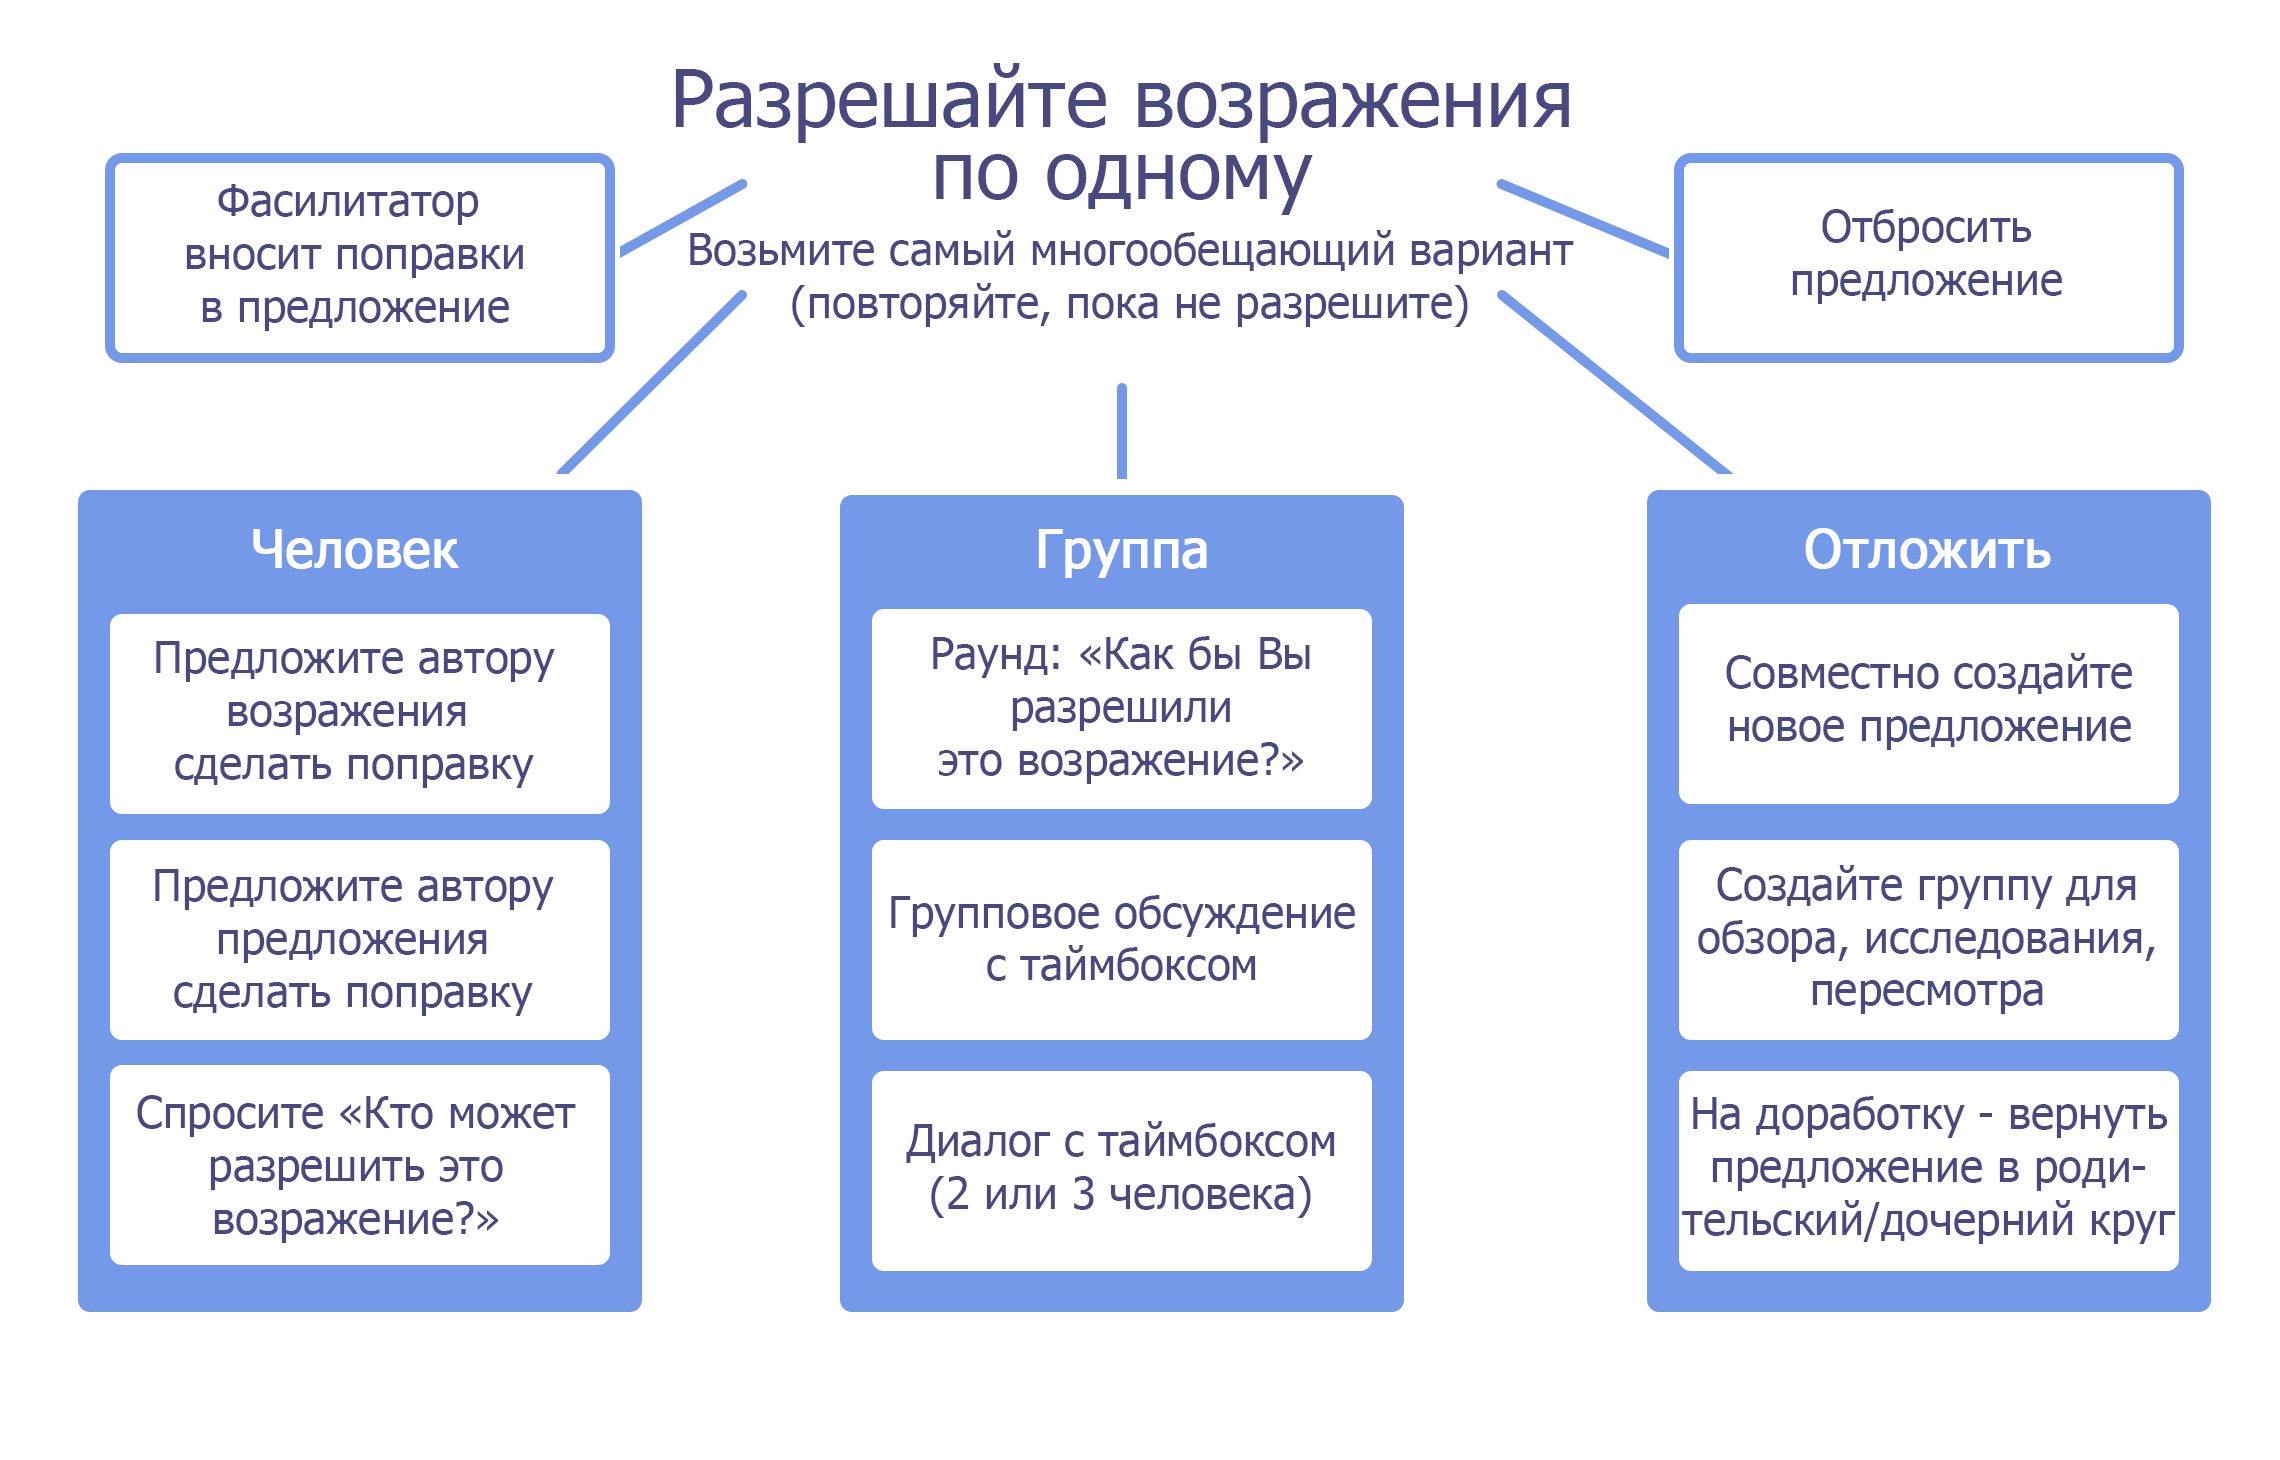 Разрешайте возражения
по одному
Возьмите самый многообещающий вариант
(повторяйте, пока не разрешите)
Фасилитатор
вносит поправки
в предложение
Отбросить
предложение
Человек
Предложите автору
возражения
сделать поправку
Предложите автору
предложения
сделать поправку
Спросите «Кто может
разрешить это
возражение?»
Группа
Раунд: «Как бы Вы
разрешили
это возражение?»
Групповое обсуждение
с таймбоксом
Диалог с таймбоксом
(2 или 3 человека)
Отложить
Совместно создайте
новое предложение
Создайте группу для
обзора, исследования,
пересмотра
На доработку - вернуть
предложение в роди-
тельский/дочерний круг